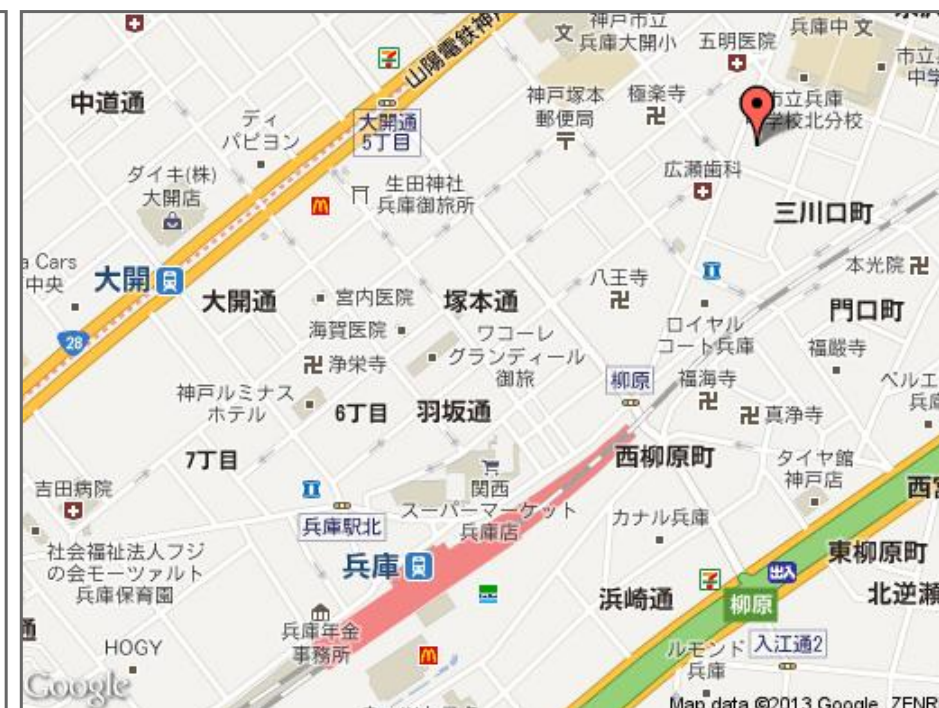 神戸市立
兵庫大開小
五明医院
兵庫中
市立
中学
山陽電鉄神戸
中道通
ディ
パピヨン
大開通
5丁目
神戸塚本
郵便局
極楽寺
市立兵庫
中学校北分校
ダイキ(株)
大開店
生田神社
兵庫御旅所
広瀬歯科
三川口町
a Cars
中央
大開
大開通
宮内医院
塚本通
八王寺
本光院
28
海賀医院
ワコーレ
グランディール
御旅
ロイヤル
コート兵庫
門口町
福厳寺
浄栄寺
神戸ルミナス
ホテル
6丁目
羽坂通
柳原
福海寺
真浄寺
ベルエ
兵庫
7丁目
西柳原町
タイヤ館
神戸店
西宮
吉田病院
関西
スーパーマーケット
兵庫店
カナル兵庫
兵庫駅北
社会福祉法人フジ
の会モーツァルト
兵庫保育園
兵庫
東柳原町
出入
7
浜崎通
柳原
北逆瀬
通
HOGY
兵庫年金
事務所
ルモンド
兵庫
入江通2
Google
Map data ©2013 Google, ZENR